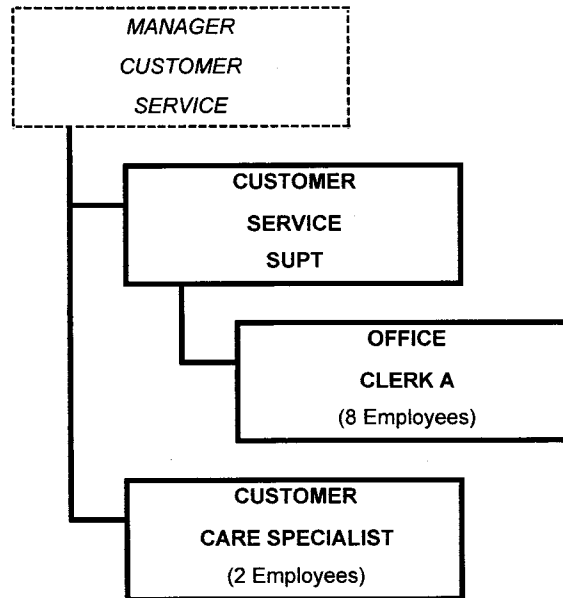 MANAGER
CUSTOMER
SERVICE
CUSTOMER
SERVICE
SUPT
OFFICE
CLERK A
(8 Employees)
CUSTOMER
CARE SPECIALIST
(2 Employees)